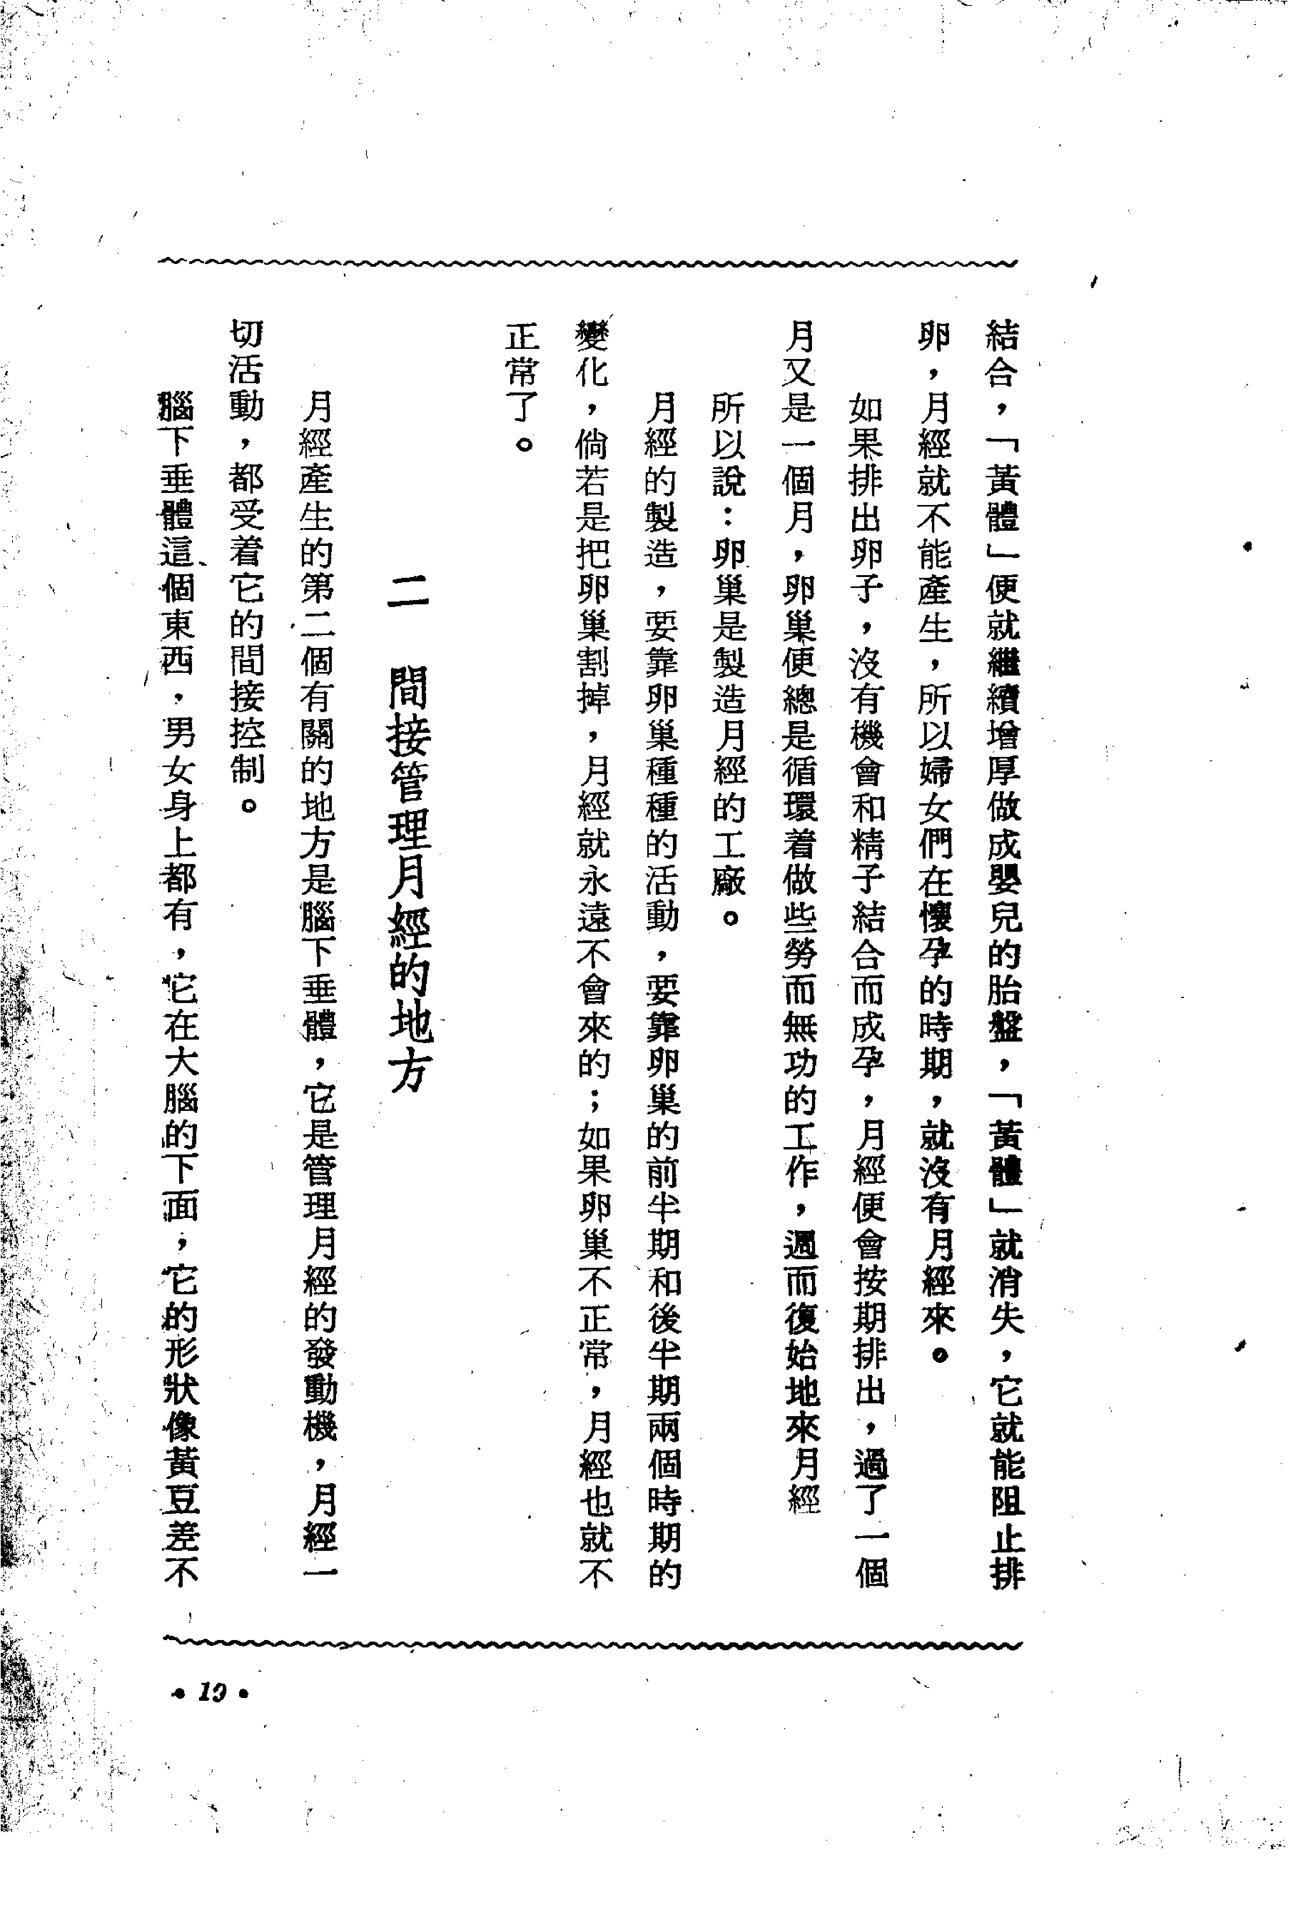 結合，「黃體」便就繼續增厚做成嬰兒的胎盤，「黃體」就消失，它就能阻止排
卵，月經就不能產生，所以婦女們在懷孕的時期，就沒有月經來。
如果排出卵子，沒有機會和精子結合而成孕，月經便會按期排出，過了一個
月又是一個月，卵巢便總是循環着做些勞而無功的工作，週而復始地來月經
所以說：卵巢是製造月經的工廠。
月經的製造，要靠卵巢種種的活動，要靠卵巢的前半期和後半期兩個時期的
變化，倘若是把卵巢割掉，月經就永遠不會來的；如果卵巢不正常，月經也就不
正常了。
二　間接管理月經的地方
月經產生的第二個有關的地方是腦下垂體，它是管理月經的發動機，月經一
切活動，都受着它的間接控制。
腦下垂體這個東西，男女身上都有，它在大腦的下面，它的形狀像黃豆差不
•19•